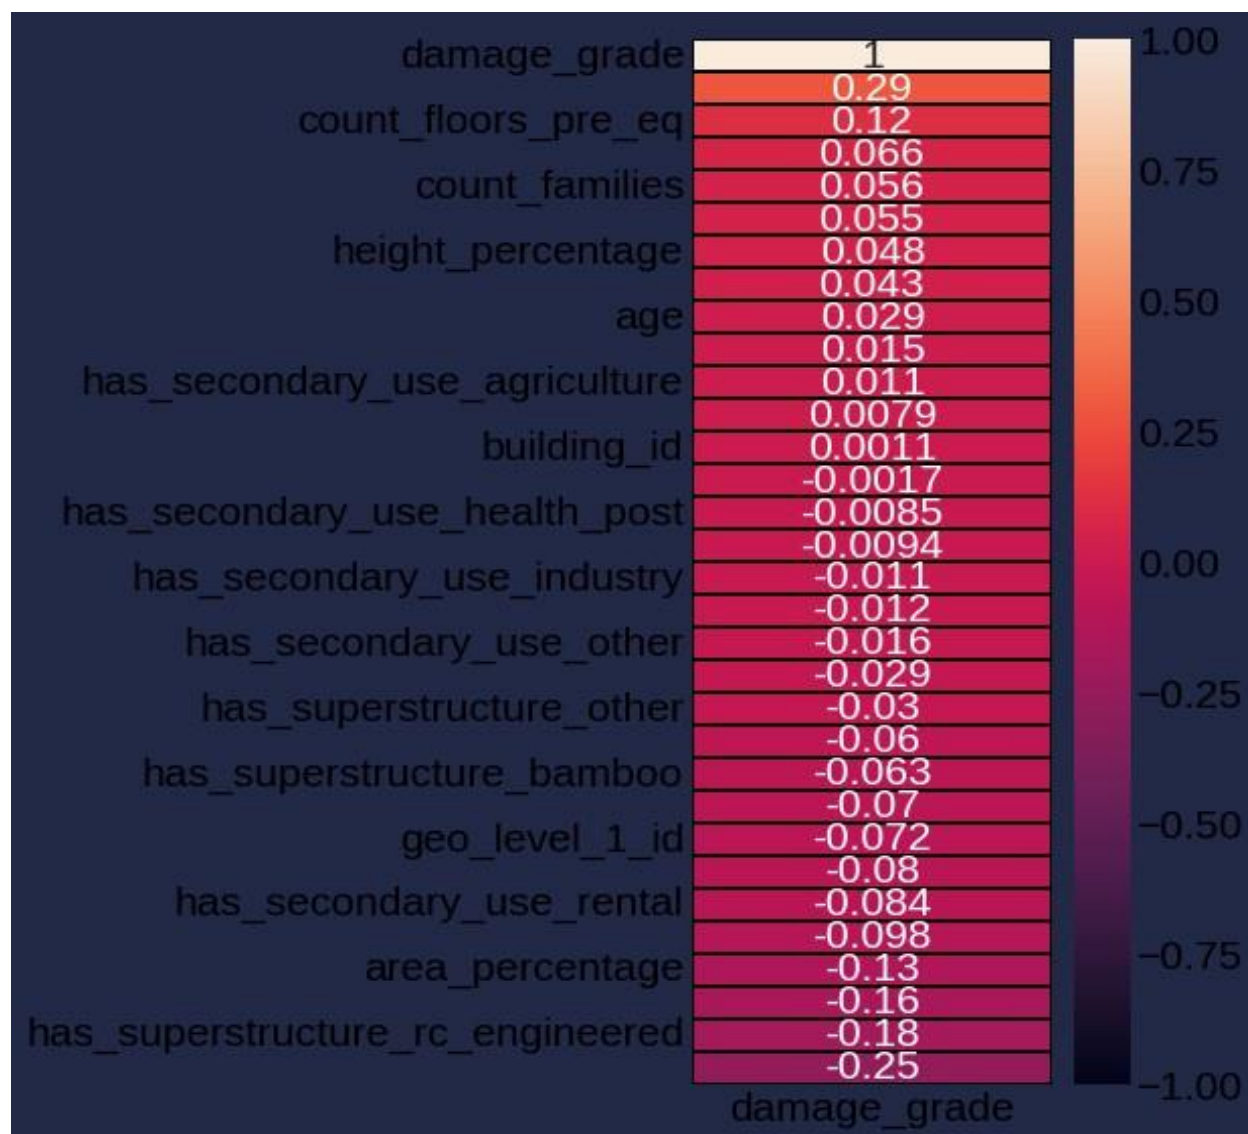 damage_grade 1 1.00
0.29
count_floors_pre_eq 0.12
0.066
count_families 0.056 0.75
0.055
height_percentage 0.048
0.043
age 0.029 0.50
0.015
has_secondary_use_agriculture 0.011
0.0079 0.25
building_id 0.0011
-0.0017
has_secondary_use_health_post -0.0085
-0.0094 0.00
has_secondary_use_industry -0.011
-0.012
has_secondary_use_other -0.016
-0.029 −0.25
has_superstructure_other -0.03
-0.06
has_superstructure_bamboo -0.063
-0.07 −0.50
geo_level_1_id -0.072
-0.08
has_secondary_use_rental -0.084
-0.098
area_percentage -0.13 −0.75
-0.16
has_superstructure_rc_engineered -0.18
-0.25 −1.00
damage_grade